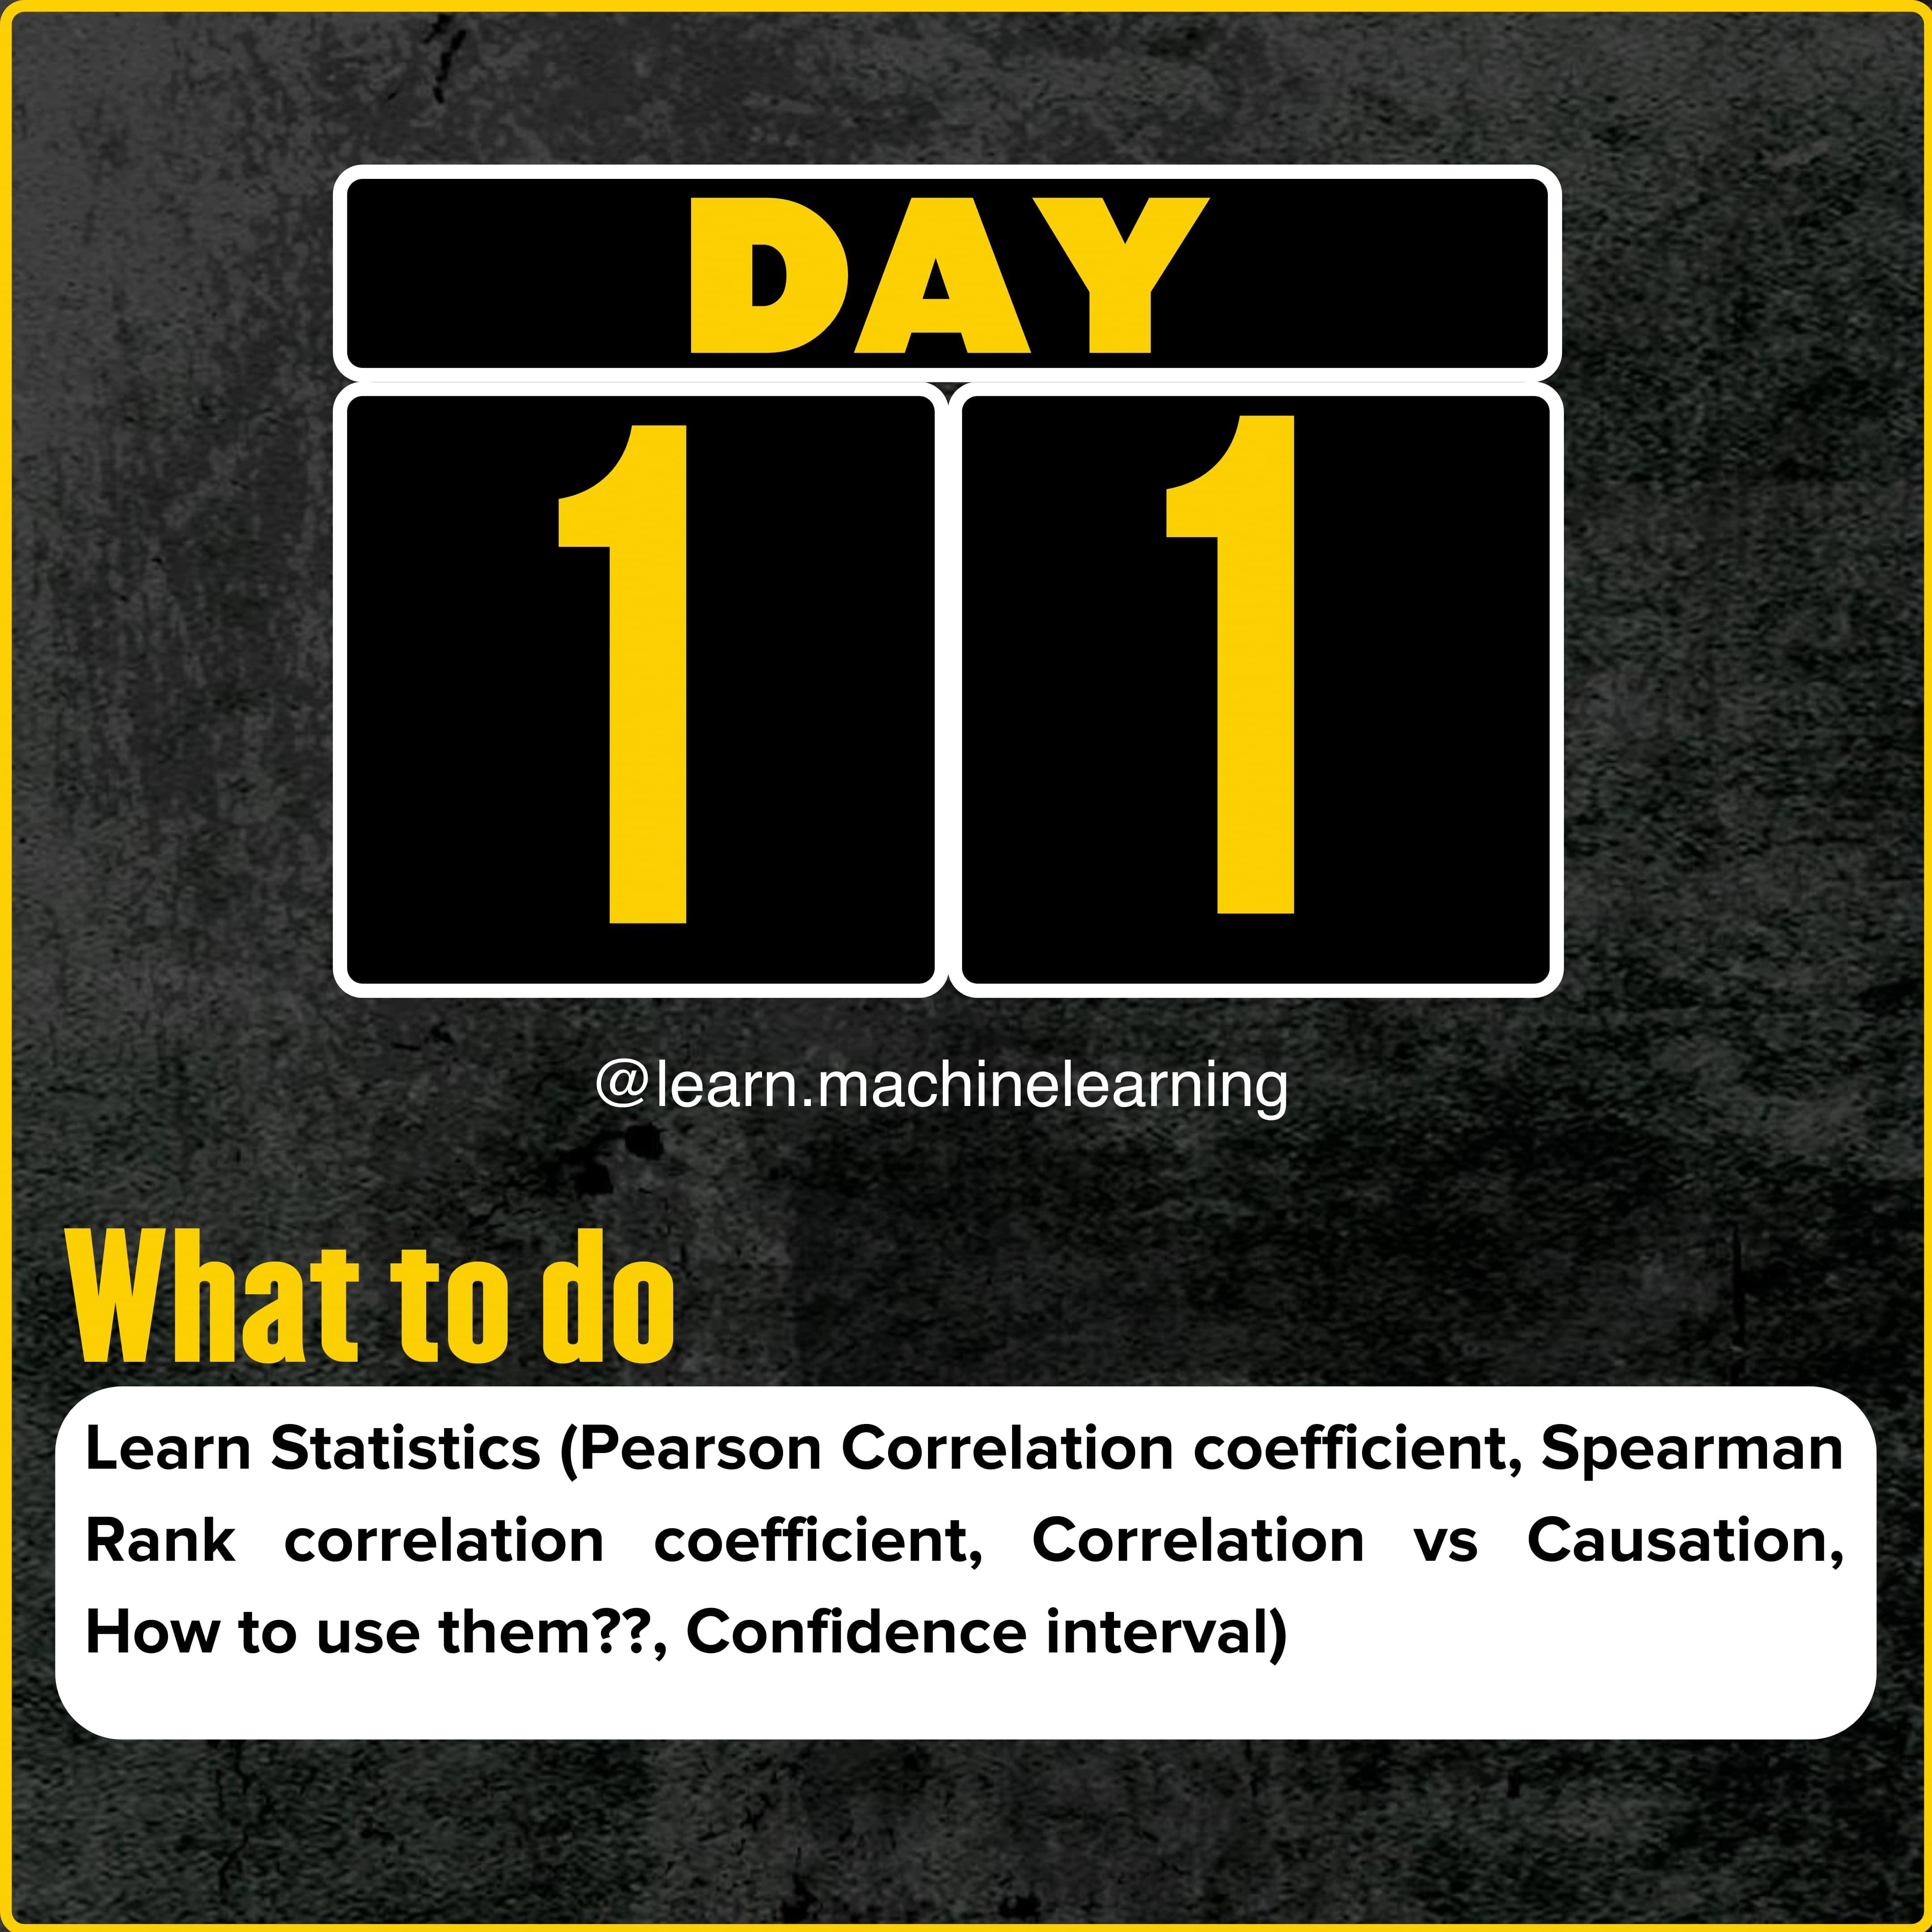 DAY
1 1
@learn.machinelearning
What to do
Learn Statistics (Pearson Correlation coefficient, Spearman
Rank correlation coefficient, Correlation vs Causation,
How to use them??, Confidence interval)